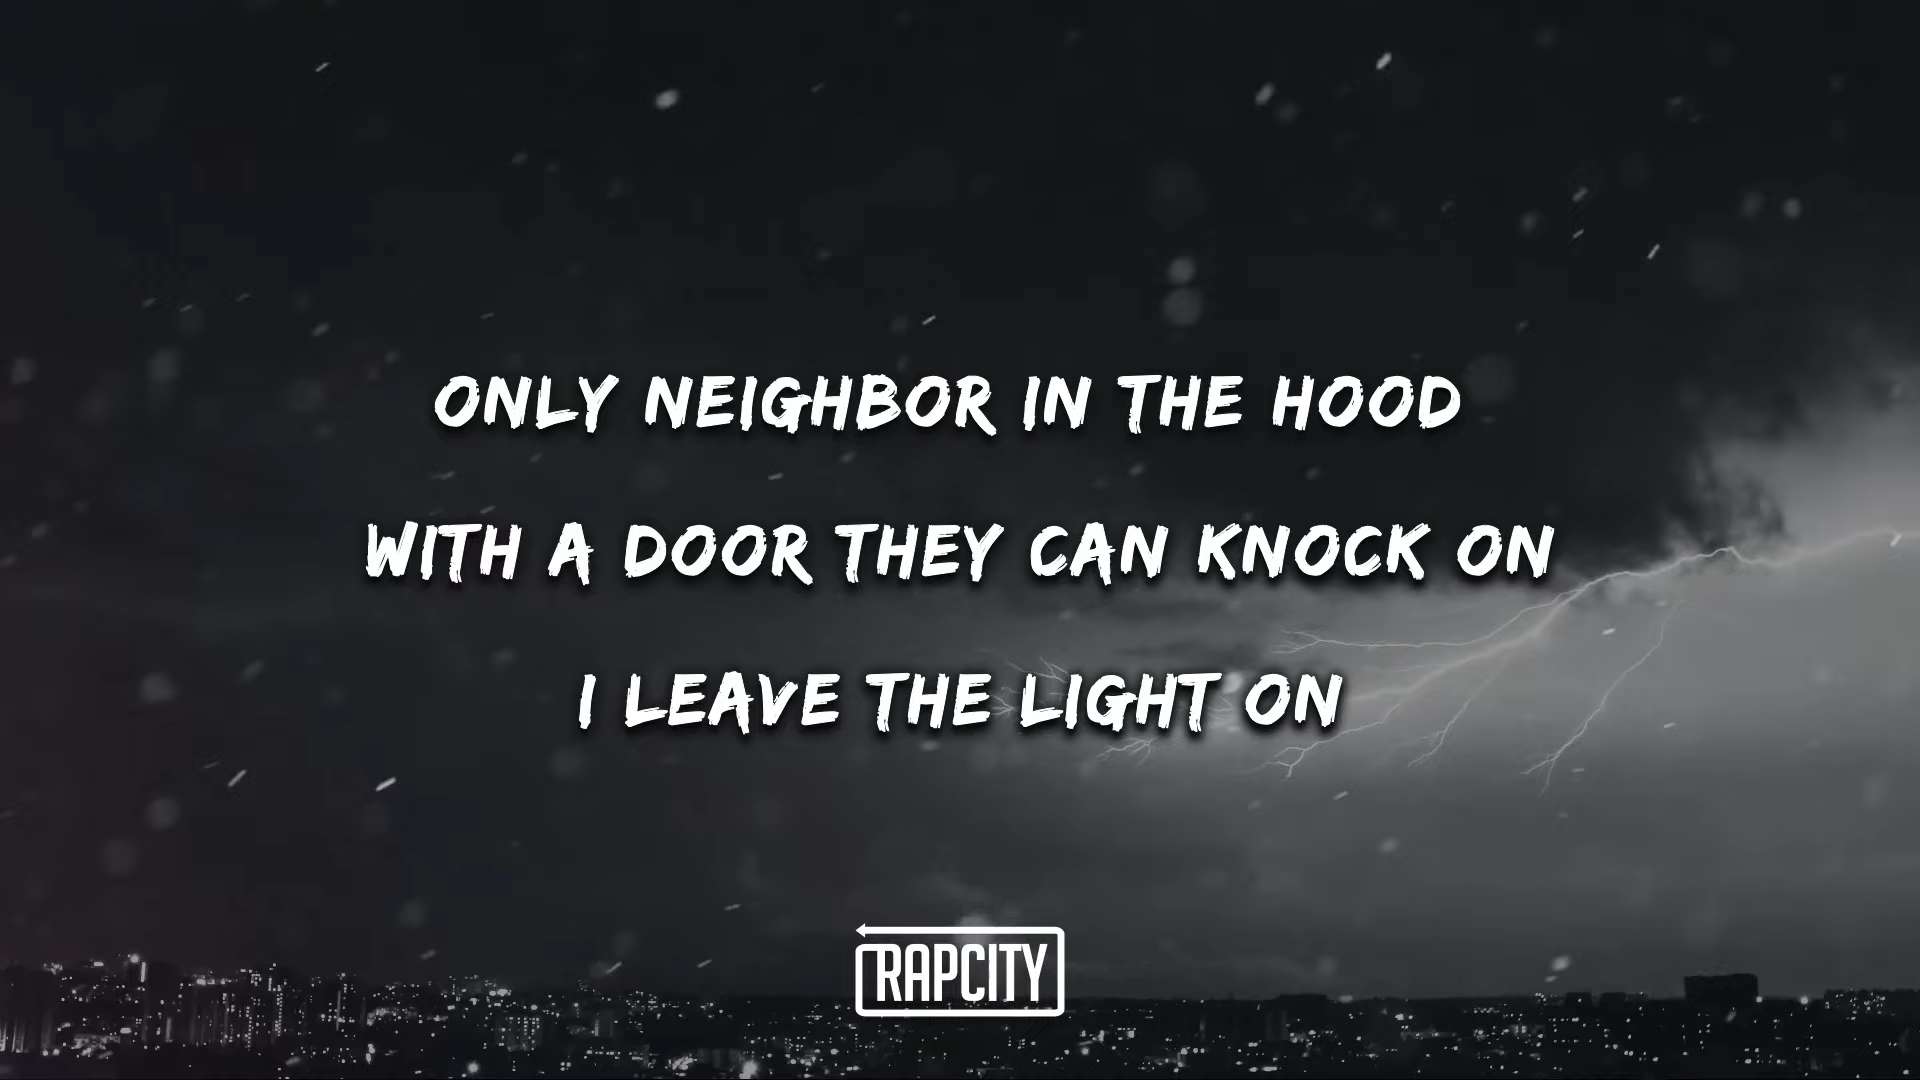 ONLY NEIGHBOR IN THE HOOD
WITH A DOOR THEY CAN KNOCK ON
I LEAVE THE LIGHT ON
RAPCITY